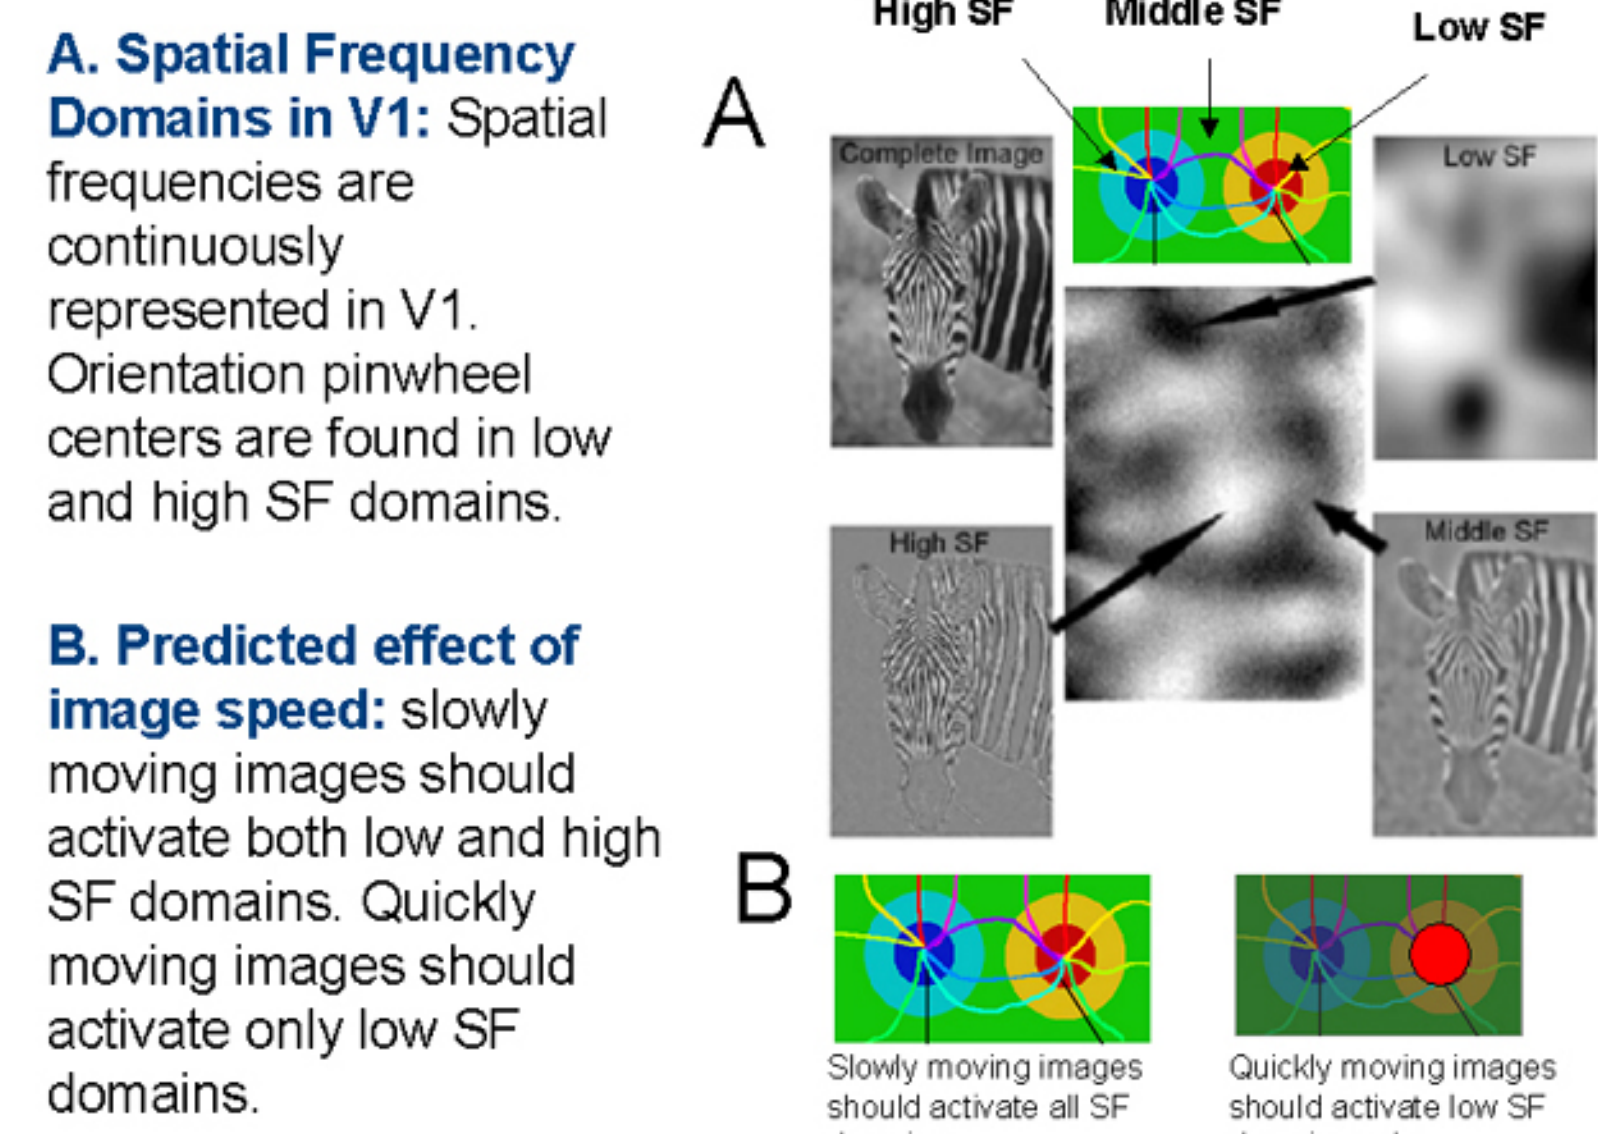 A. Spatial Frequency
Domains in V1: Spatial
frequencies are
continuously
represented in V1.
Orientation pinwheel
centers are found in low
and high SF domains.
B. Predicted effect of
image speed: slowly
moving images should
activate both low and high
SF domains. Quickly
moving images should
activate only low SF
domains.
High SF
Middle SF
Low SF
A
Complete Image
Low SF
High SF
Middle SF
B
Slowly moving images
should activate all SF
Quickly moving images
should activate low SF